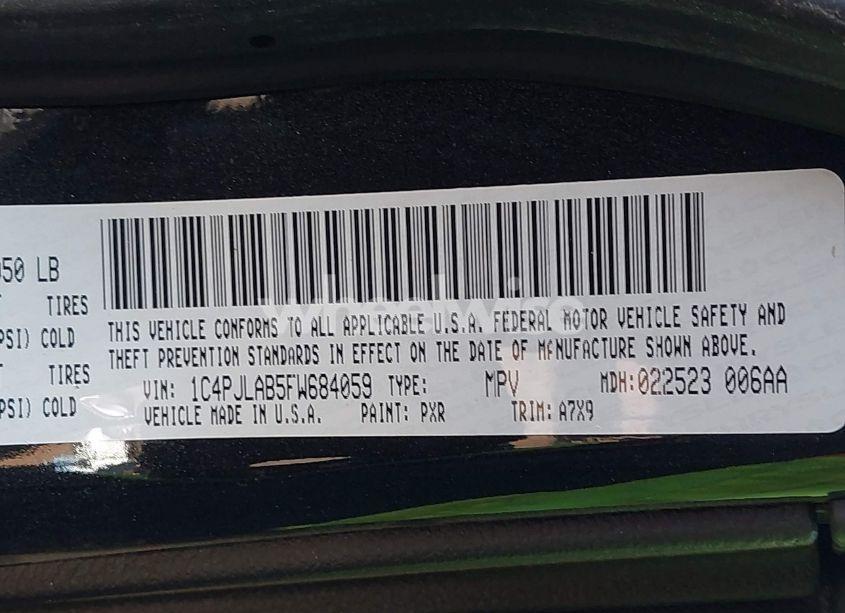 950 LB
TIRES
PSI) COLD
TIRES
PSI) COLD
wheelwise
THIS VEHICLE CONFORMS TO ALL APPLICABLE U.S.A. FEDERAL MOTOR VEHICLE SAFETY AND
THEFT PREVENTION STANDARDS IN EFFECT ON THE DATE OF MANUFACTURE SHOWN ABOVE.
VIN: 1C4PJLAB5FW684059 TYPE: MPV MDH:022523 006AA
VEHICLE MADE IN U.S.A. PAINT: PXR TRIM: A7X9